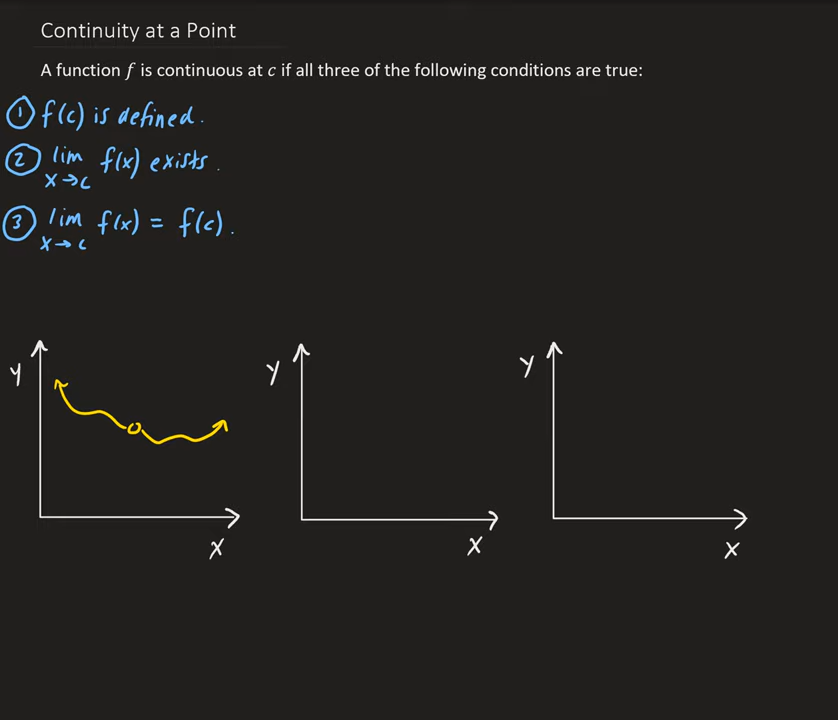 Continuity at a Point
A function f is continuous at c if all three of the following conditions are true:
① f(c) is defined.
② lim x→c f(x) exists.
③ lim x→c f(x) = f(c).
y y y
x x x